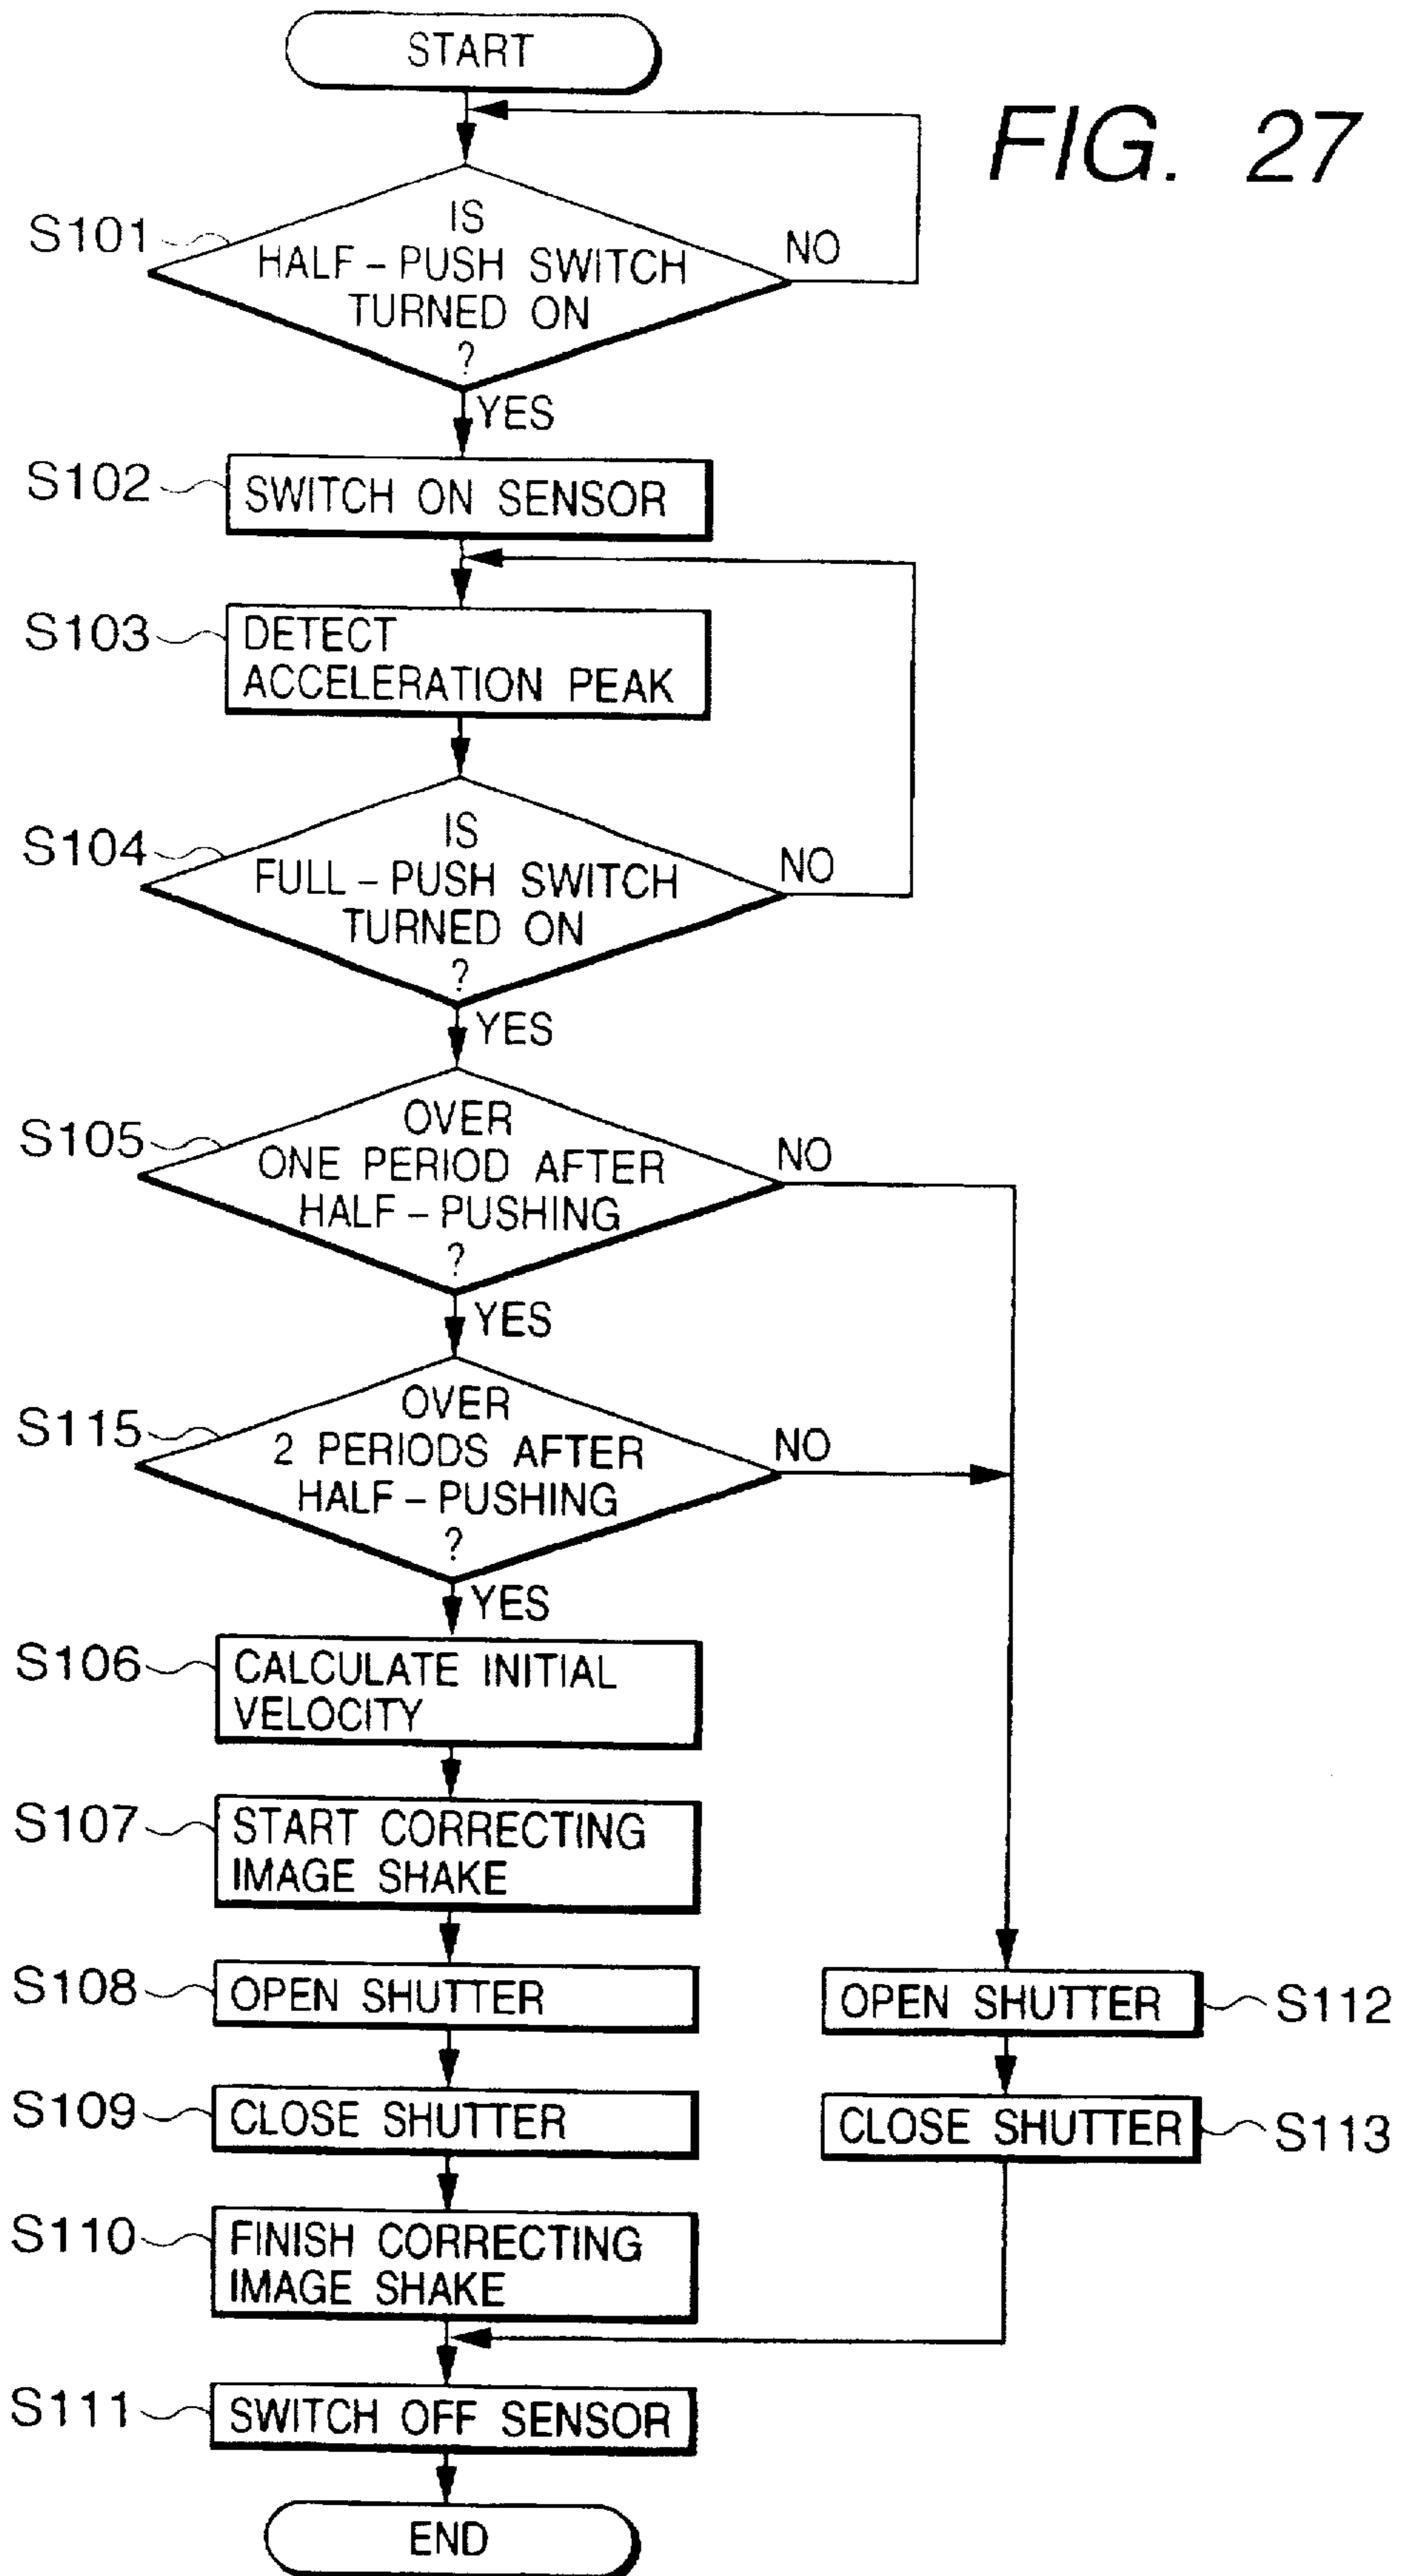 START
FIG. 27
S101
IS
HALF – PUSH SWITCH
TURNED ON
?
NO
YES
S102
SWITCH ON SENSOR
S103
DETECT
ACCELERATION PEAK
S104
IS
FULL – PUSH SWITCH
TURNED ON
?
NO
YES
S105
OVER
ONE PERIOD AFTER
HALF – PUSHING
?
NO
YES
S115
OVER
2 PERIODS AFTER
HALF – PUSHING
?
NO
YES
S106
CALCULATE INITIAL
VELOCITY
S107
START CORRECTING
IMAGE SHAKE
S108
OPEN SHUTTER
OPEN SHUTTER
S112
S109
CLOSE SHUTTER
CLOSE SHUTTER
S113
S110
FINISH CORRECTING
IMAGE SHAKE
S111
SWITCH OFF SENSOR
END